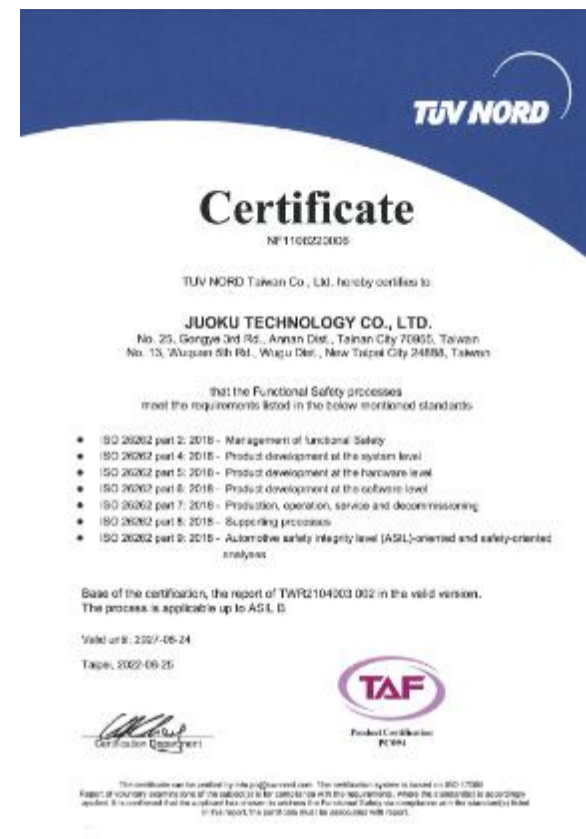 TÜV NORD
Certificate
TUV NORD Taiwan Co., Ltd. hereby certifies to
JUOKU TECHNOLOGY CO., LTD.
No. 25, Gongye 3rd Rd., Annan Dist., Tainan City 70955, Taiwan
No. 13, Wuquan 5th Rd., Wugu Dist., New Taipei City 24888, Taiwan
that the Functional Safety processes
meet the requirements listed in the below mentioned standards
ISO 26262 part 2: 2018 - Management of functional Safety
ISO 26262 part 4: 2018 - Product development at the system level
ISO 26262 part 5: 2018 - Product development at the hardware level
ISO 26262 part 6: 2018 - Product development at the software level
ISO 26262 part 7: 2018 - Production, operation, service and decommissioning
ISO 26262 part 8: 2018 - Supporting processes
ISO 26262 part 9: 2018 - Automotive safety integrity level (ASIL)-oriented and safety-oriented
analyses
Base of the certification, the report of TWR2104003 002 in the valid version.
The process is applicable up to ASIL
Valid until: 2027-06-24
Taipei, 2022-06-25
TAF
Certification Department
Product Certification
PC094